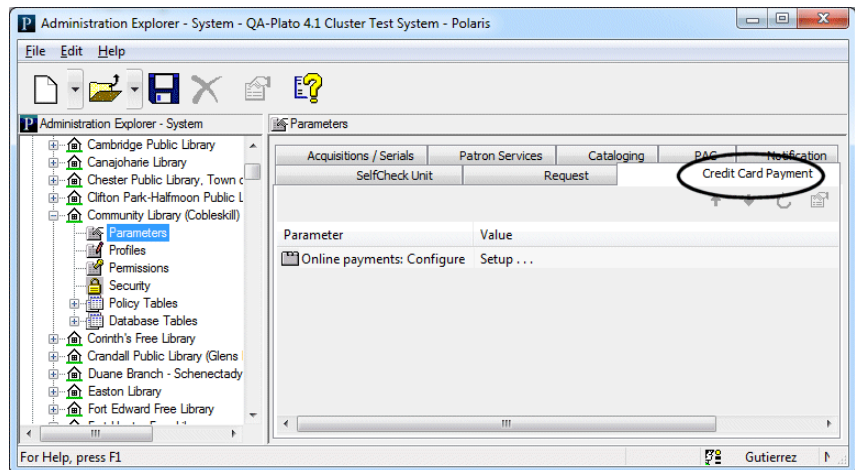 Administration Explorer - System - QA-Plato 4.1 Cluster Test System - Polaris
File Edit Help
Administration Explorer - System
Cambridge Public Library
Canajoharie Library
Chester Public Library, Town o
Clifton Park-Halfmoon Public L
Community Library (Cobleskill)
Parameters
Profiles
Permissions
Security
Policy Tables
Database Tables
Corinth's Free Library
Crandall Public Library (Glens
Duane Branch - Schenectady
Easton Library
Fort Edward Free Library
Parameters
Acquisitions / Serials Patron Services Cataloging PAC Notification
SelfCheck Unit Request Credit Card Payment
Parameter Value
Online payments: Configure Setup . . .
For Help, press F1
Gutierrez